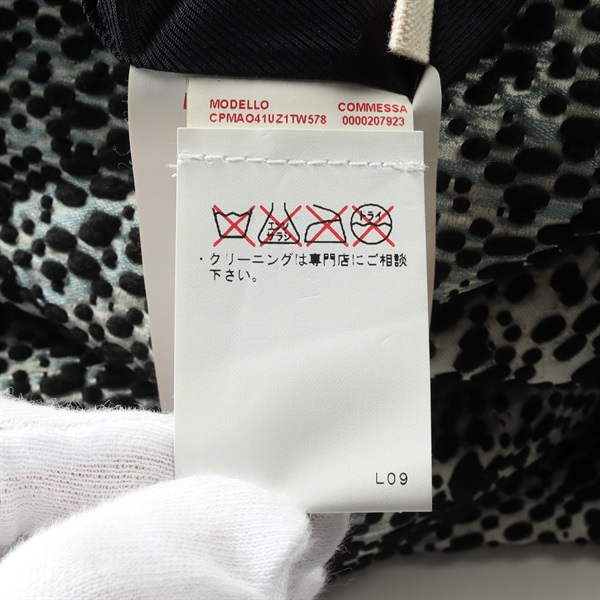 MODELLO COMMESSA
CPMAO41UZ1TW578 0000207923
エンソ サラシ ドライ
・クリーニングは専門店にご相談
下さい。
L09